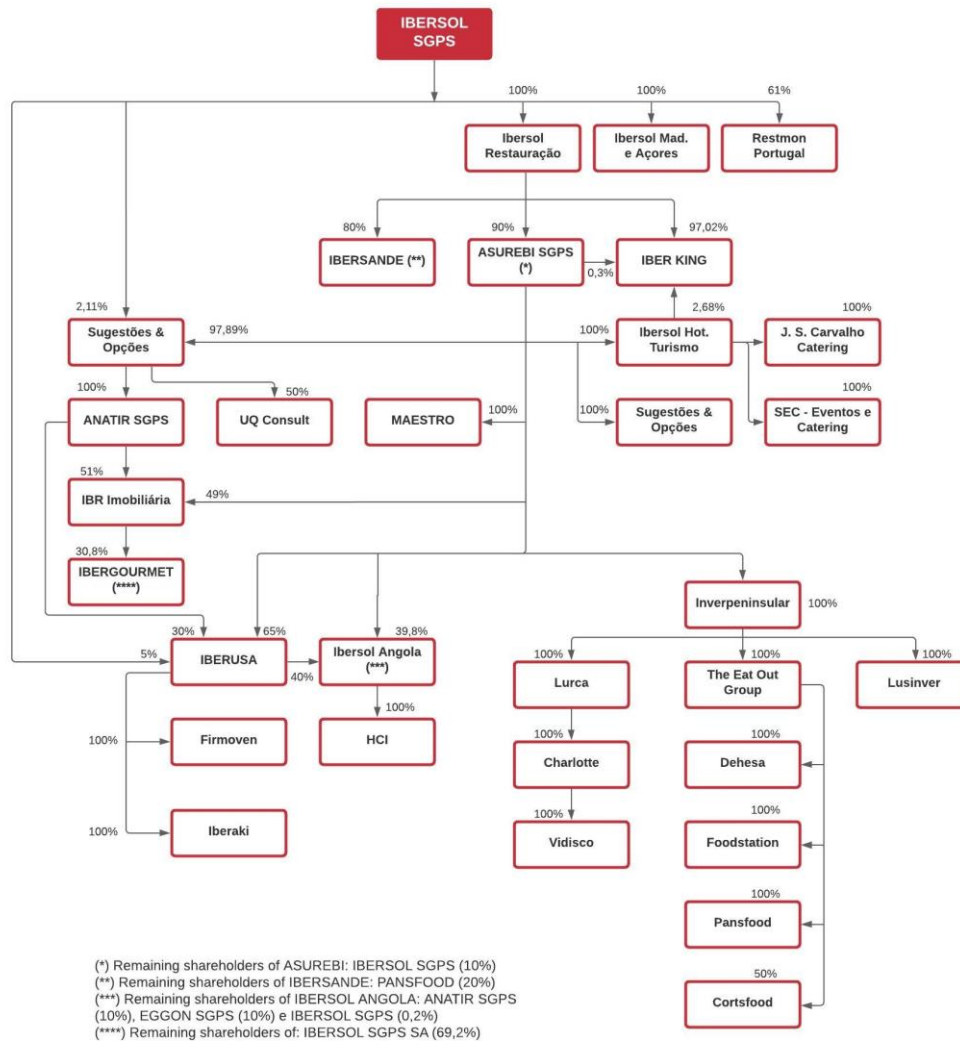 IBERSOL
SGPS
100%
100%
61%
Ibersol
Restauração
Ibersol Mad.
e Açores
Restmon
Portugal
80%
90%
97,02%
IBERSANDE (**)
ASUREBI SGPS
(*)
0,3%
IBER KING
2,11%
2,68%
100%
Sugestões &
Opções
97,89%
100%
Ibersol Hot.
Turismo
J. S. Carvalho
Catering
100%
50%
100%
ANATIR SGPS
UQ Consult
MAESTRO
100%
100%
Sugestões &
Opções
SEC - Eventos e
Catering
51%
IBR Imobiliária
49%
30,8%
IBERGOURMET
(****)
Inverpeninsular
100%
30%
65%
39,8%
5%
IBERUSA
40%
Ibersol Angola
(***)
100%
100%
100%
Lurca
The Eat Out
Group
Lusinver
100%
100%
Firmoven
HCI
100%
100%
Charlotte
Dehesa
100%
Iberaki
100%
100%
Vidisco
Foodstation
100%
Pansfood
50%
Cortsfood
(*) Remaining shareholders of ASUREBI: IBERSOL SGPS (10%)
(**) Remaining shareholders of IBERSANDE: PANSFOOD (20%)
(***) Remaining shareholders of IBERSOL ANGOLA: ANATIR SGPS
(10%), EGGON SGPS (10%) e IBERSOL SGPS (0,2%)
(****) Remaining shareholders of: IBERSOL SGPS SA (69,2%)